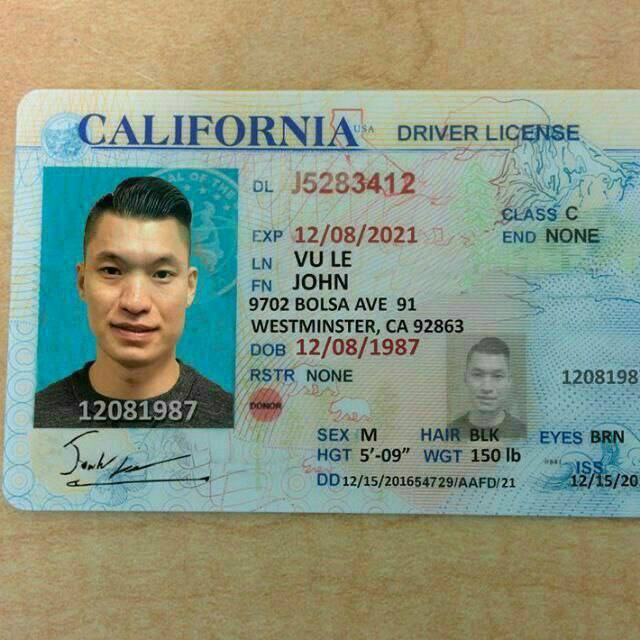 CALIFORNIA USA DRIVER LICENSE
DL J5283412
CLASS C
EXP 12/08/2021
END NONE
LN VU LE
FN JOHN
9702 BOLSA AVE 91
WESTMINSTER, CA 92863
DOB 12/08/1987
RSTR NONE
1208198
12081987
DONOR
SEX M HAIR BLK EYES BRN
HGT 5'-09" WGT 150 lb
ISS
DD 12/15/201654729/AAFD/21
12/15/20